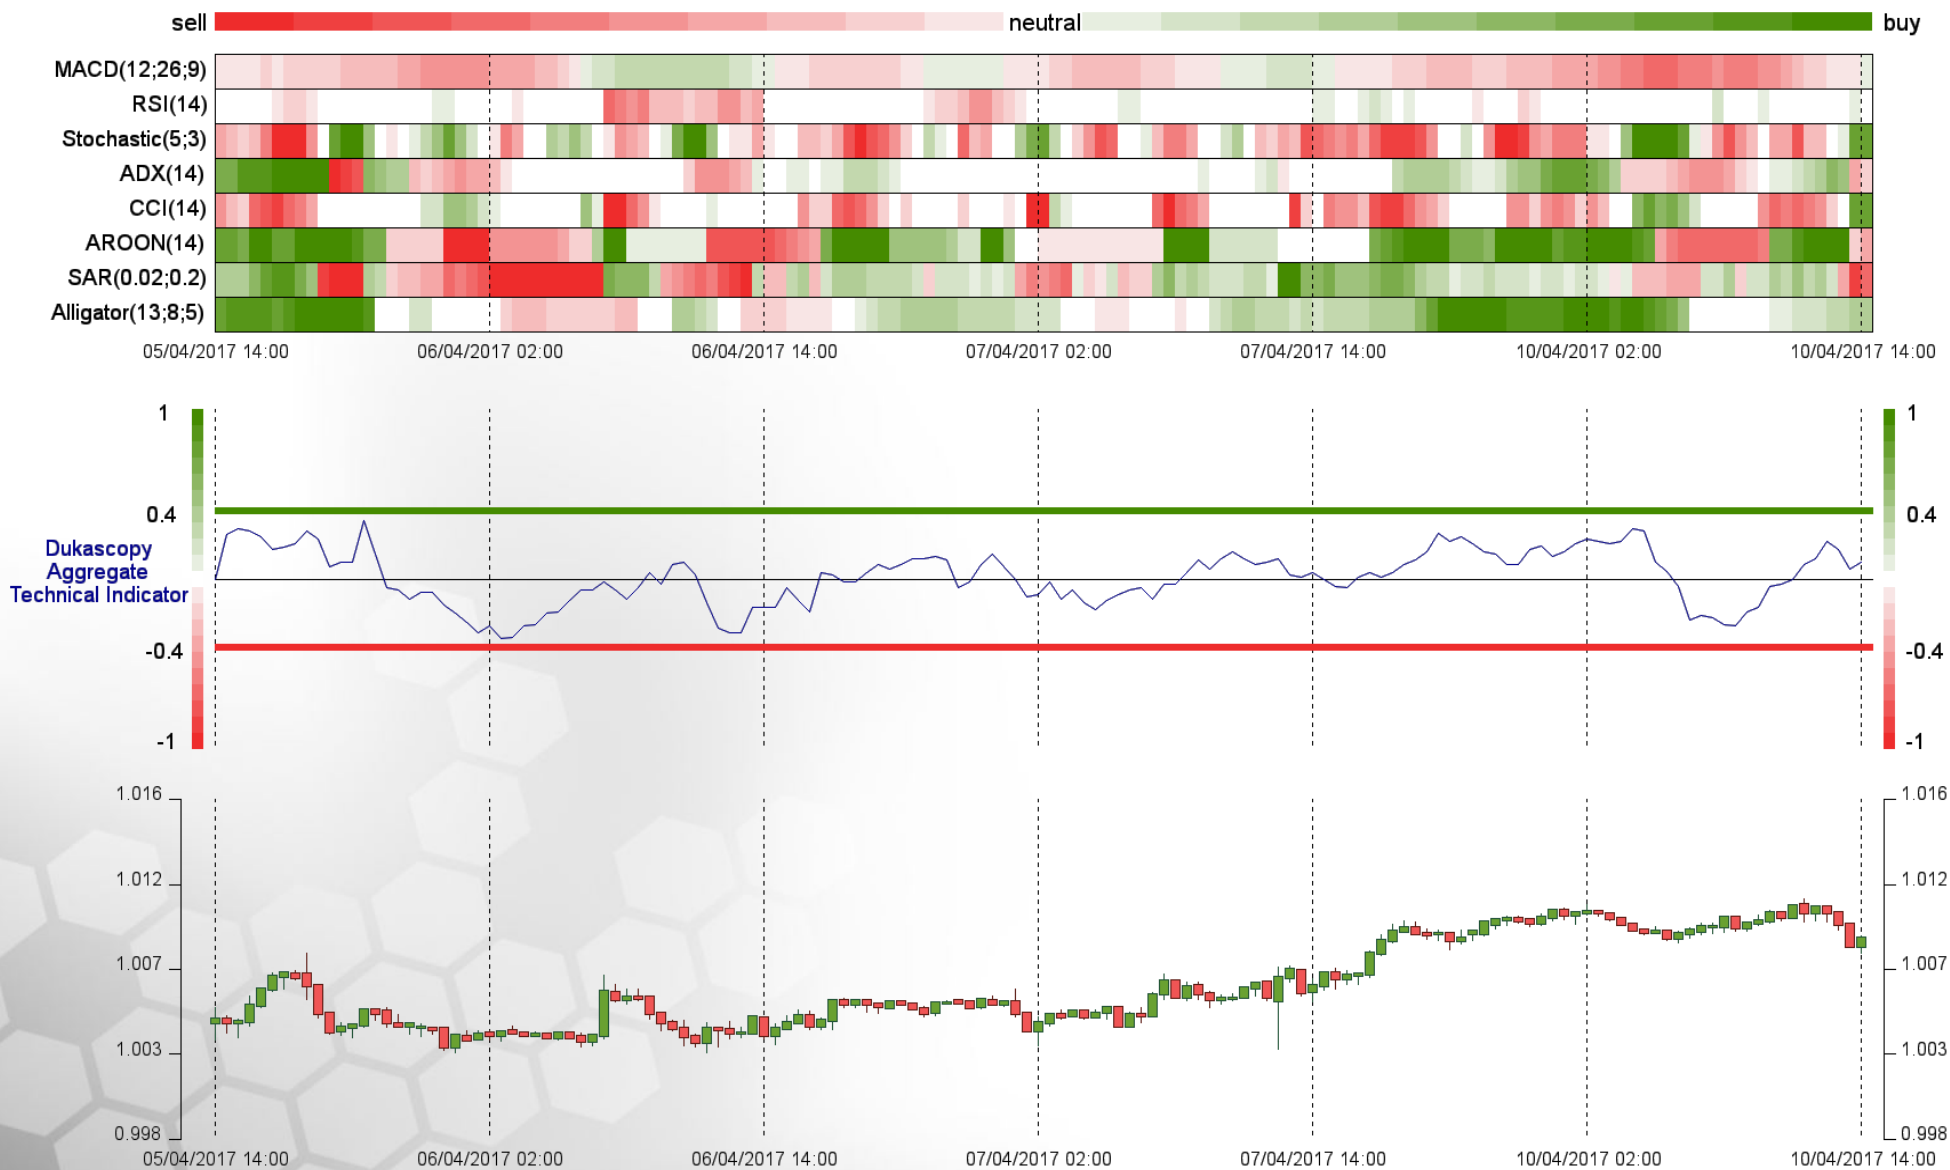 sell neutral buy
MACD(12;26;9)
RSI(14)
Stochastic(5;3)
ADX(14)
CCI(14)
AROON(14)
SAR(0.02;0.2)
Alligator(13;8;5)
05/04/2017 14:00 06/04/2017 02:00 06/04/2017 14:00 07/04/2017 02:00 07/04/2017 14:00 10/04/2017 02:00 10/04/2017 14:00
1 1
0.4 0.4
Dukascopy
Aggregate
Technical Indicator
-0.4 -0.4
-1 -1
1.016 1.016
1.012 1.012
1.007 1.007
1.003 1.003
0.998 0.998
05/04/2017 14:00 06/04/2017 02:00 06/04/2017 14:00 07/04/2017 02:00 07/04/2017 14:00 10/04/2017 02:00 10/04/2017 14:00